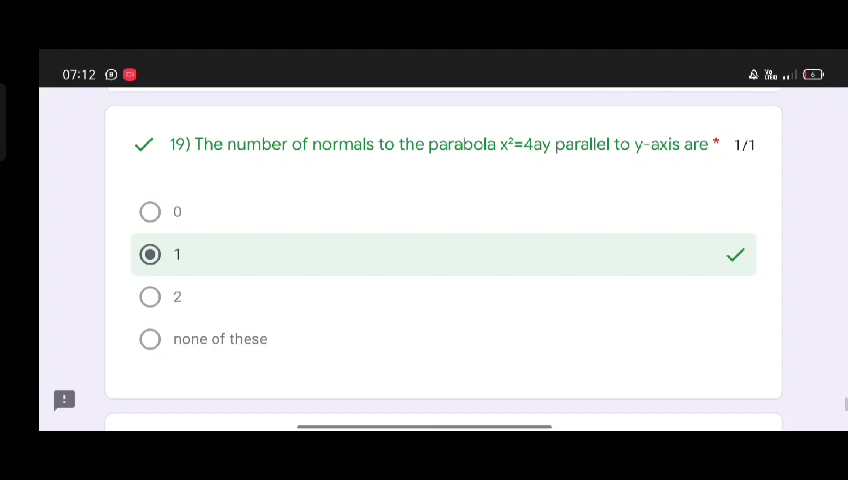 07:12
19) The number of normals to the parabola x²=4ay parallel to y-axis are * 1/1
0
1
2
none of these